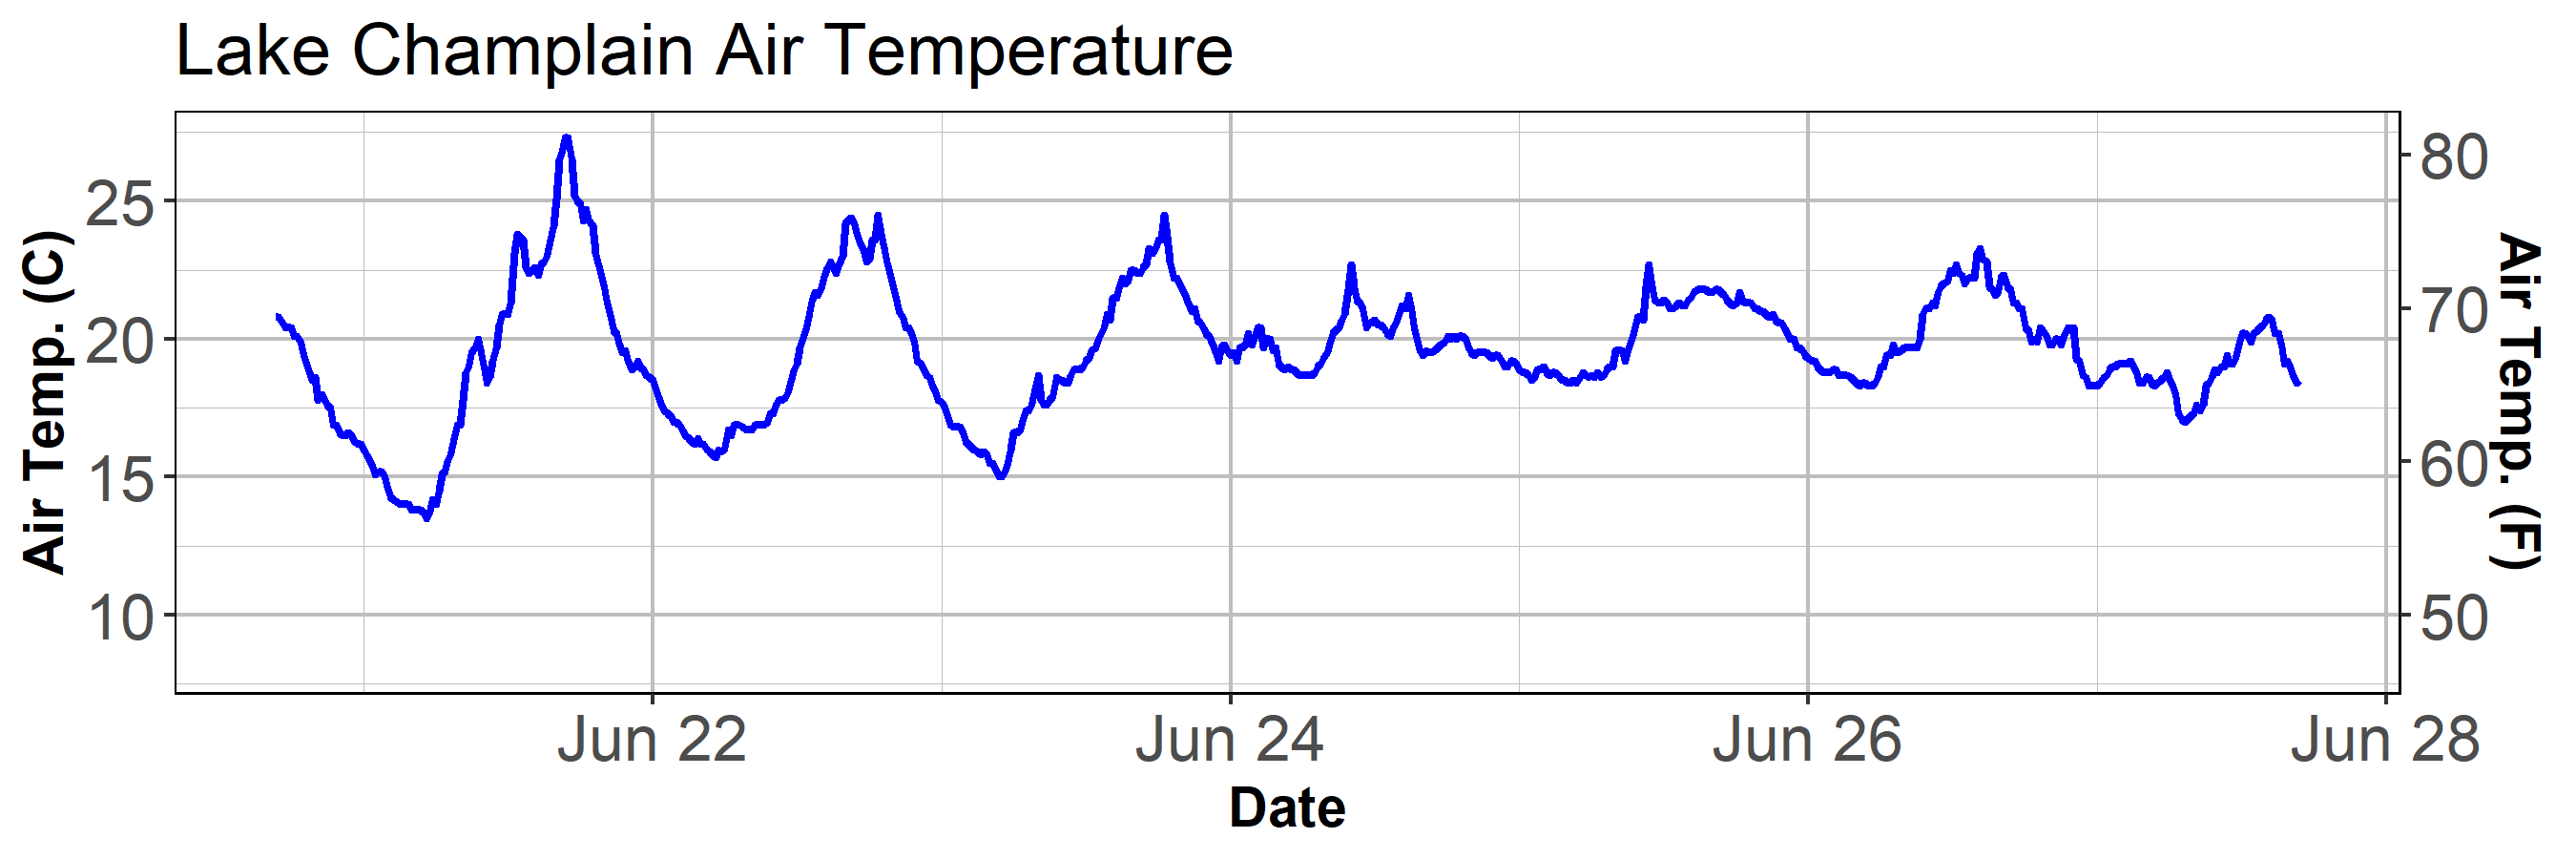 Lake Champlain Air Temperature
Air Temp. (C)
25
20
15
10
80
70
60
50
Air Temp. (F)
Jun 22
Jun 24
Jun 26
Jun 28
Date